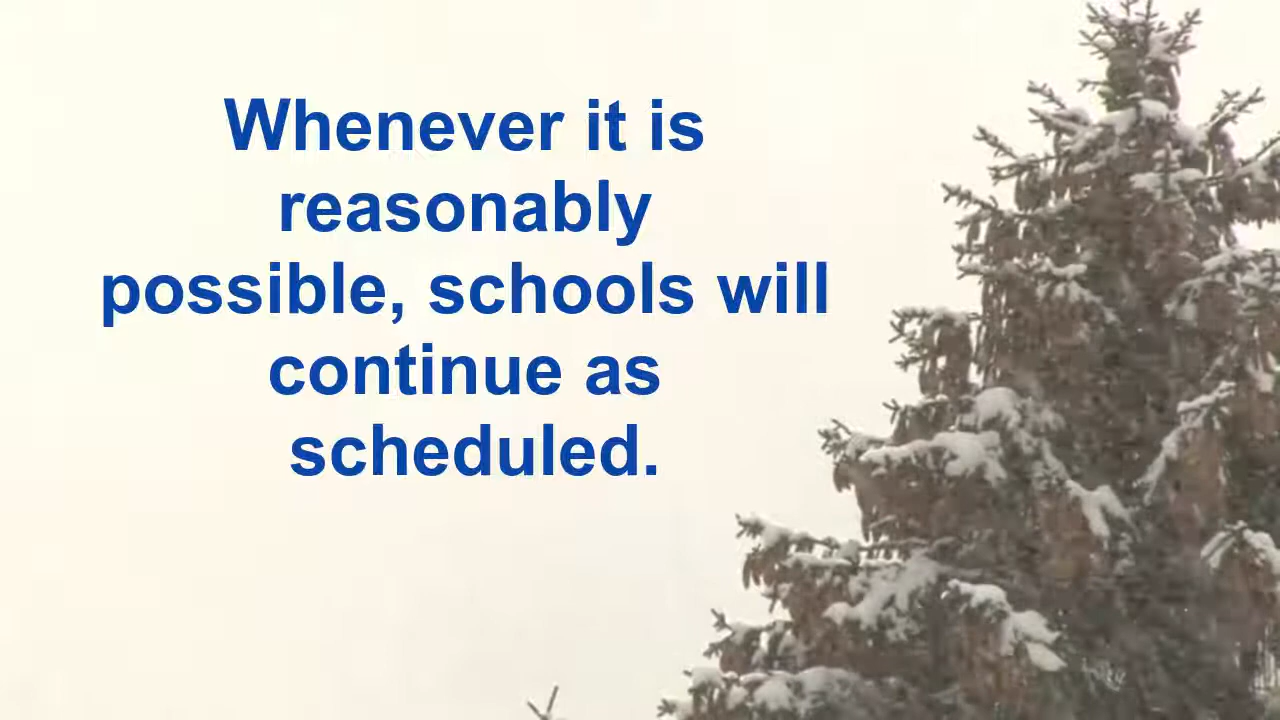 Whenever it is
reasonably
possible, schools will
continue as
scheduled.